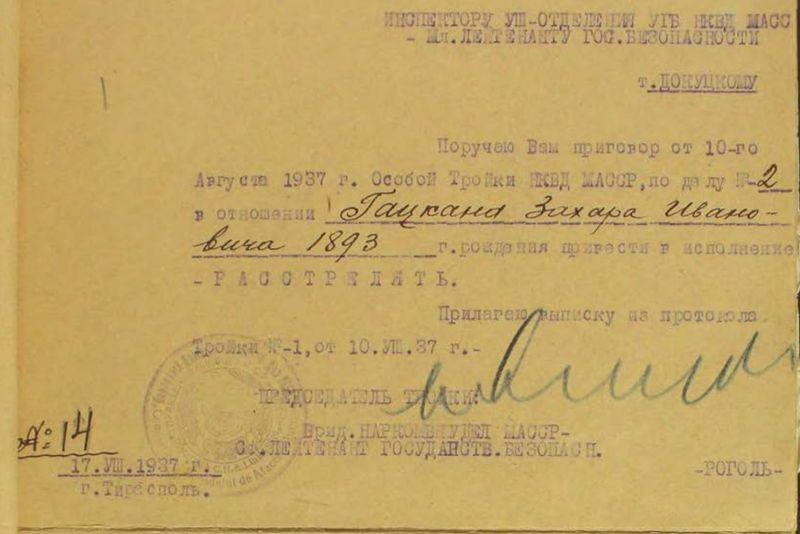 ИНСПЕКТОРУ УШ-ОТДЕЛЕНИЯ УГБ НКВД МАСС
- Мл.ЛЕЙТЕНАНТУ ГОС.БЕЗОПАСНОСТИ
т.ДОКУЦКОМУ
Поручаю Вам приговор от 10-го
Августа 1937 г. Особой Тройки НКВД МАССР,по делу №-2
в отношении Гацкана Захара Ивано-
вича 1893 г.рождения привести в исполнение
-РАССТРЕЛЯТЬ.
Прилагаю выписку из протокола
Тройки №-1,от 10.УШ.37 г.-
ПРЕДСЕДАТЕЛЬ ТРОЙКИ:
Врид.НАРКОМВНУДЕЛ МАССР-
Ст.ЛЕЙТЕНАНТ ГОСУДАПСТВ.БЕЗОПАСН.
-РОГОЛЬ-
№: 14
17.УШ.1937 г.
г.Тирасполь.